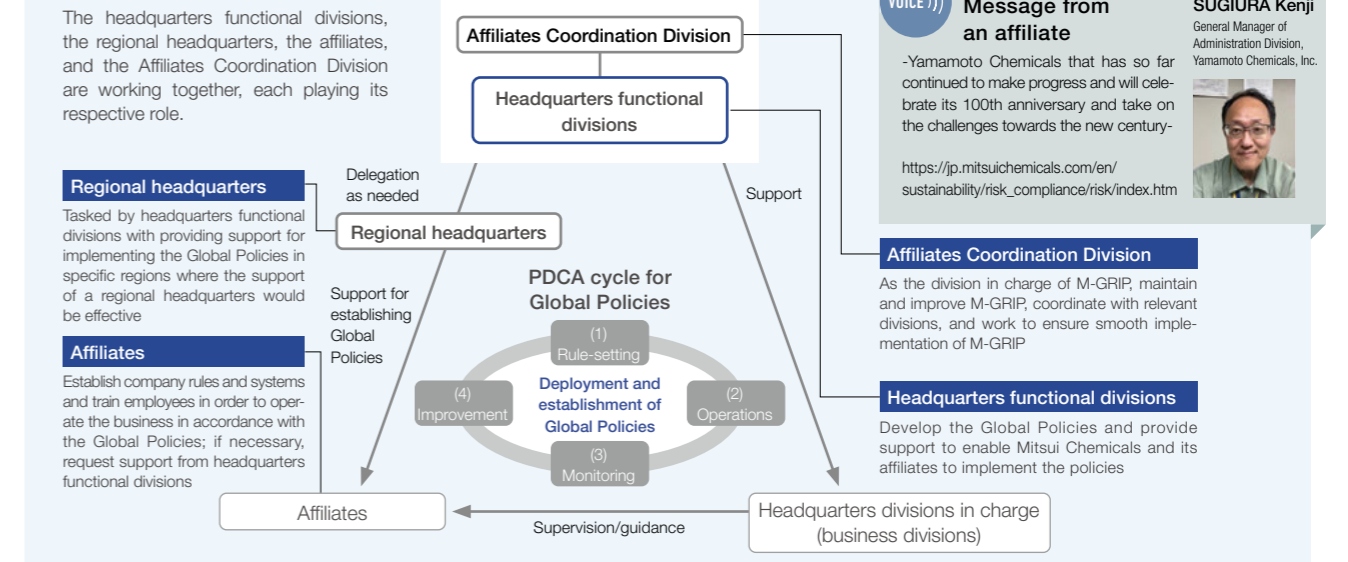 The headquarters functional divisions,
the regional headquarters, the affiliates,
and the Affiliates Coordination Division
are working together, each playing its
respective role.
Affiliates Coordination Division
Headquarters functional
divisions
VOICE
Message from
an affiliate
SUGIURA Kenji
General Manager of
Administration Division,
Yamamoto Chemicals, Inc.
-Yamamoto Chemicals that has so far
continued to make progress and will cele-
brate its 100th anniversary and take on
the challenges towards the new century-
https://jp.mitsuichemicals.com/en/
sustainability/risk_compliance/risk/index.htm
Regional headquarters
Tasked by headquarters functional
divisions with providing support for
implementing the Global Policies in
specific regions where the support
of a regional headquarters would
be effective
Delegation
as needed
Regional headquarters
Support
Support for
establishing
Global
Policies
Affiliates
Establish company rules and systems
and train employees in order to oper-
ate the business in accordance with
the Global Policies; if necessary,
request support from headquarters
functional divisions
PDCA cycle for
Global Policies
(1)
Rule-setting
(2)
Operations
(3)
Monitoring
(4)
Improvement
Deployment and
establishment of
Global Policies
Affiliates Coordination Division
As the division in charge of M-GRIP, maintain
and improve M-GRIP, coordinate with relevant
divisions, and work to ensure smooth imple-
mentation of M-GRIP
Headquarters functional divisions
Develop the Global Policies and provide
support to enable Mitsui Chemicals and its
affiliates to implement the policies
Affiliates
Supervision/guidance
Headquarters divisions in charge
(business divisions)